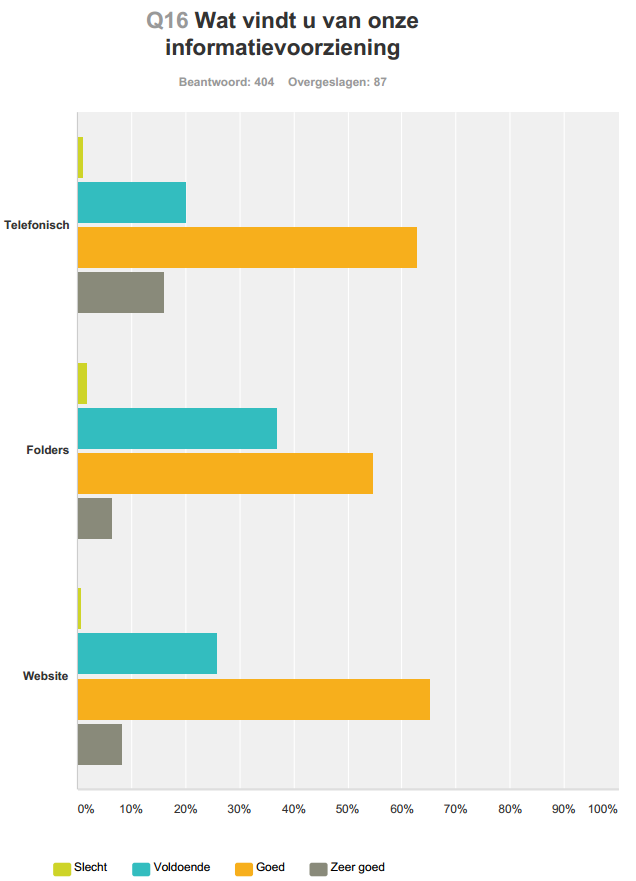 Q16 Wat vindt u van onze
informatievoorziening
Beantwoord: 404 Overgeslagen: 87
Telefonisch
Folders
Website
0% 10% 20% 30% 40% 50% 60% 70% 80% 90% 100%
Slecht Voldoende Goed Zeer goed